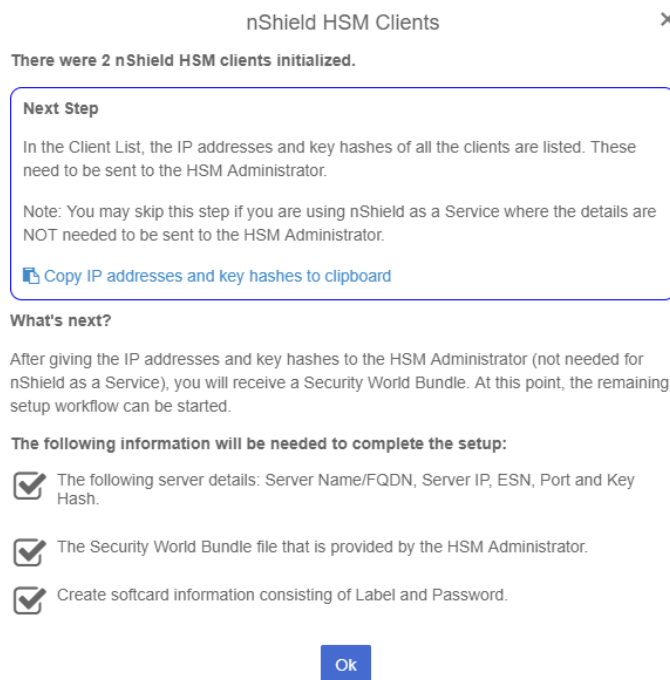 nShield HSM Clients
There were 2 nShield HSM clients initialized.
Next Step
In the Client List, the IP addresses and key hashes of all the clients are listed. These
need to be sent to the HSM Administrator.
Note: You may skip this step if you are using nShield as a Service where the details are
NOT needed to be sent to the HSM Administrator.
Copy IP addresses and key hashes to clipboard
What's next?
After giving the IP addresses and key hashes to the HSM Administrator (not needed for
nShield as a Service), you will receive a Security World Bundle. At this point, the remaining
setup workflow can be started.
The following information will be needed to complete the setup:
The following server details: Server Name/FQDN, Server IP, ESN, Port and Key
Hash.
The Security World Bundle file that is provided by the HSM Administrator.
Create softcard information consisting of Label and Password.
Ok